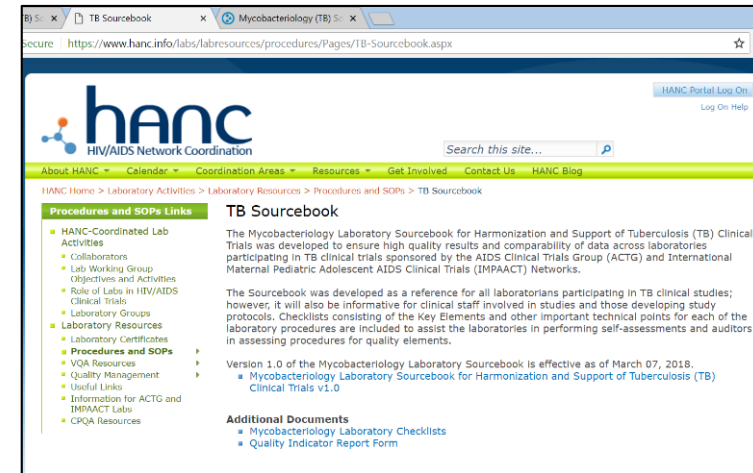 B) Sc
TB Sourcebook
Mycobacteriology (TB) Sc
ecure https://www.hanc.info/labs/labresources/procedures/Pages/TB-Sourcebook.aspx
HANC Portal Log On
Log On Help
hanc
HIV/AIDS Network Coordination
Search this site...
About HANC Calendar Coordination Areas Resources Get Involved Contact Us HANC Blog
HANC Home > Laboratory Activities > Laboratory Resources > Procedures and SOPs > TB Sourcebook
Procedures and SOPs Links
HANC-Coordinated Lab
Activities
Collaborators
Lab Working Group
Objectives and Activities
Role of Labs in HIV/AIDS
Clinical Trials
Laboratory Groups
Laboratory Resources
Laboratory Certificates
Procedures and SOPs
VQA Resources
Quality Management
Useful Links
Information for ACTG and
IMPAACT Labs
CPQA Resources
TB Sourcebook
The Mycobacteriology Laboratory Sourcebook for Harmonization and Support of Tuberculosis (TB) Clinical
Trials was developed to ensure high quality results and comparability of data across laboratories
participating in TB clinical trials sponsored by the AIDS Clinical Trials Group (ACTG) and International
Maternal Pediatric Adolescent AIDS Clinical Trials (IMPAACT) Networks.
The Sourcebook was developed as a reference for all laboratorians participating in TB clinical studies;
however, it will also be informative for clinical staff involved in studies and those developing study
protocols. Checklists consisting of the Key Elements and other important technical points for each of the
laboratory procedures are included to assist the laboratories in performing self-assessments and auditors
in assessing procedures for quality elements.
Version 1.0 of the Mycobacteriology Laboratory Sourcebook is effective as of March 07, 2018.
Mycobacteriology Laboratory Sourcebook for Harmonization and Support of Tuberculosis (TB)
Clinical Trials v1.0
Additional Documents
Mycobacteriology Laboratory Checklists
Quality Indicator Report Form